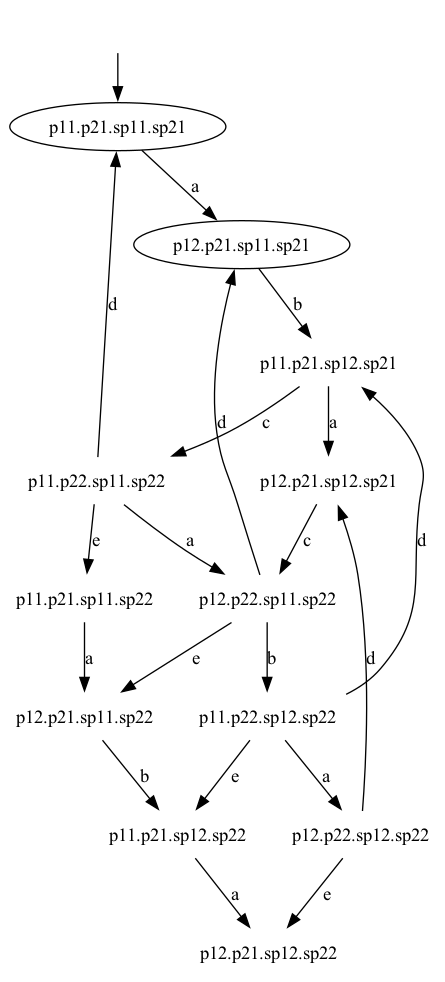 p11.p21.sp11.sp21
a
p12.p21.sp11.sp21
d
b
p11.p21.sp12.sp21
d
c
a
p11.p22.sp11.sp22
p12.p21.sp12.sp21
e
a
c
d
p11.p21.sp11.sp22
p12.p22.sp11.sp22
a
e
b
d
p12.p21.sp11.sp22
p11.p22.sp12.sp22
b
e
a
p11.p21.sp12.sp22
p12.p22.sp12.sp22
a
e
p12.p21.sp12.sp22